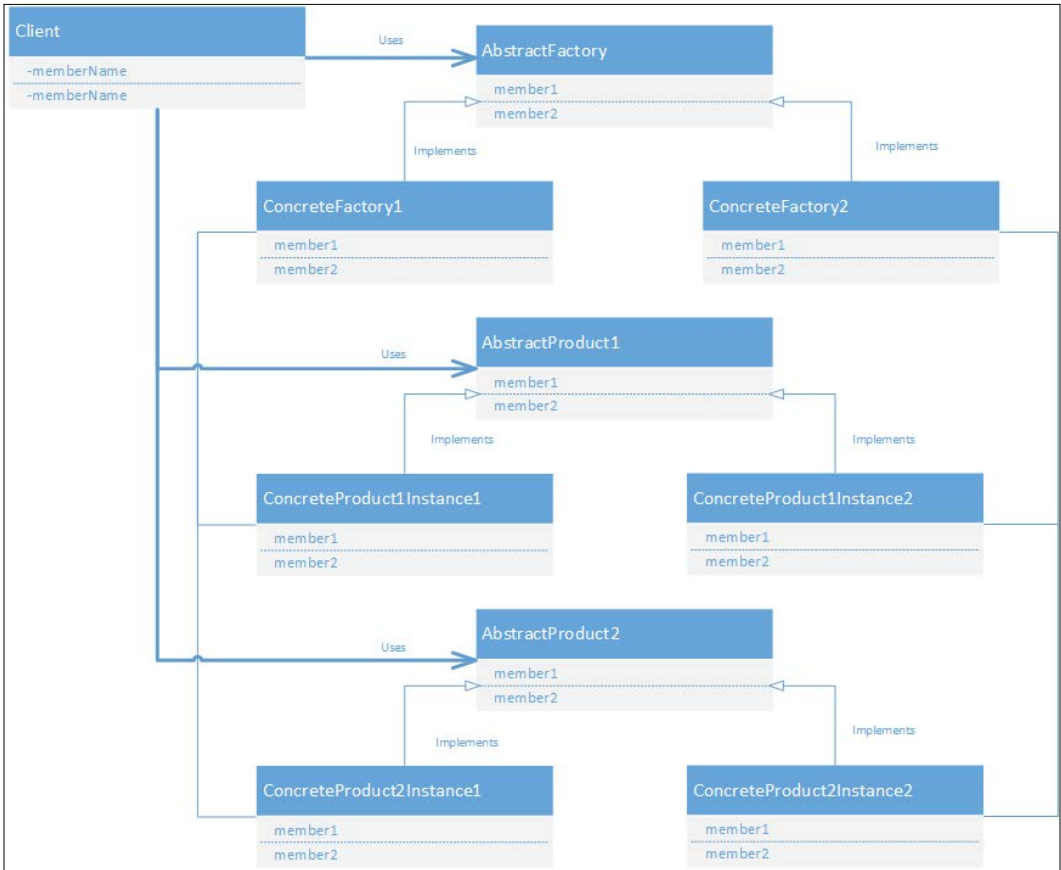 Client
-memberName
-memberName
Uses
AbstractFactory
member1
member2
Implements
Implements
ConcreteFactory1
member1
member2
ConcreteFactory2
member1
member2
Uses
AbstractProduct1
member1
member2
Implements
Implements
ConcreteProduct1Instance1
member1
member2
ConcreteProduct1Instance2
member1
member2
Uses
AbstractProduct2
member1
member2
Implements
Implements
ConcreteProduct2Instance1
member1
member2
ConcreteProduct2Instance2
member1
member2